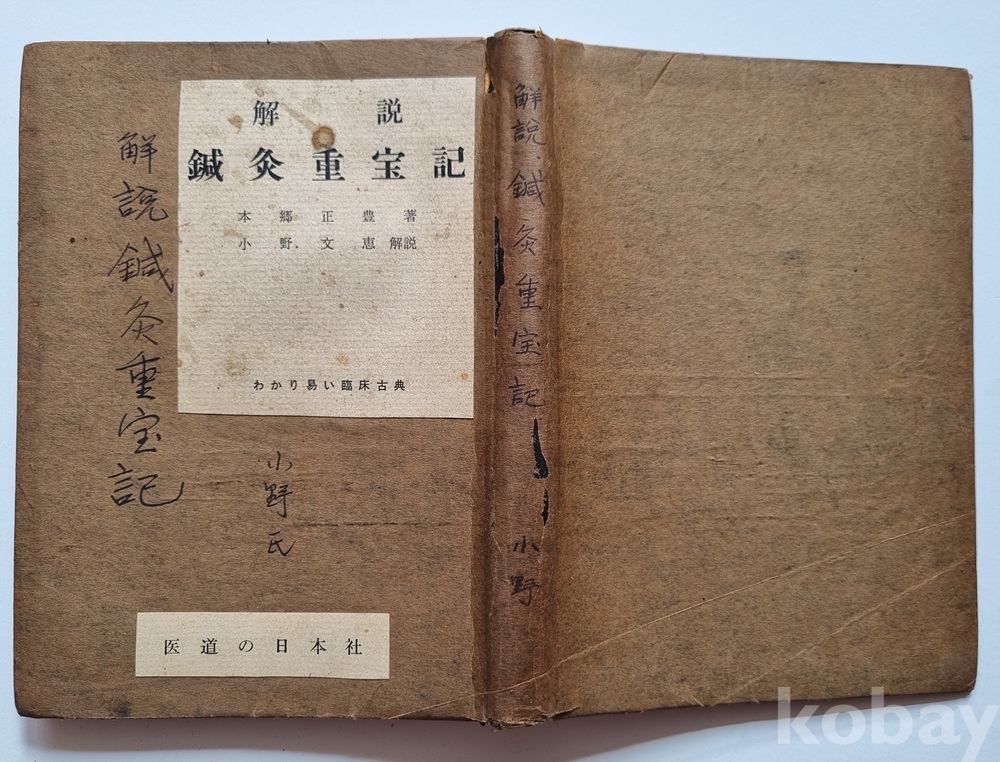 解説
鍼灸重宝記
本郷正豊著
小野文恵解説
わかり易い臨床古典
解説 鍼灸重宝記
小野氏
医道の日本社
解説、鍼灸重宝記
小野
kobay